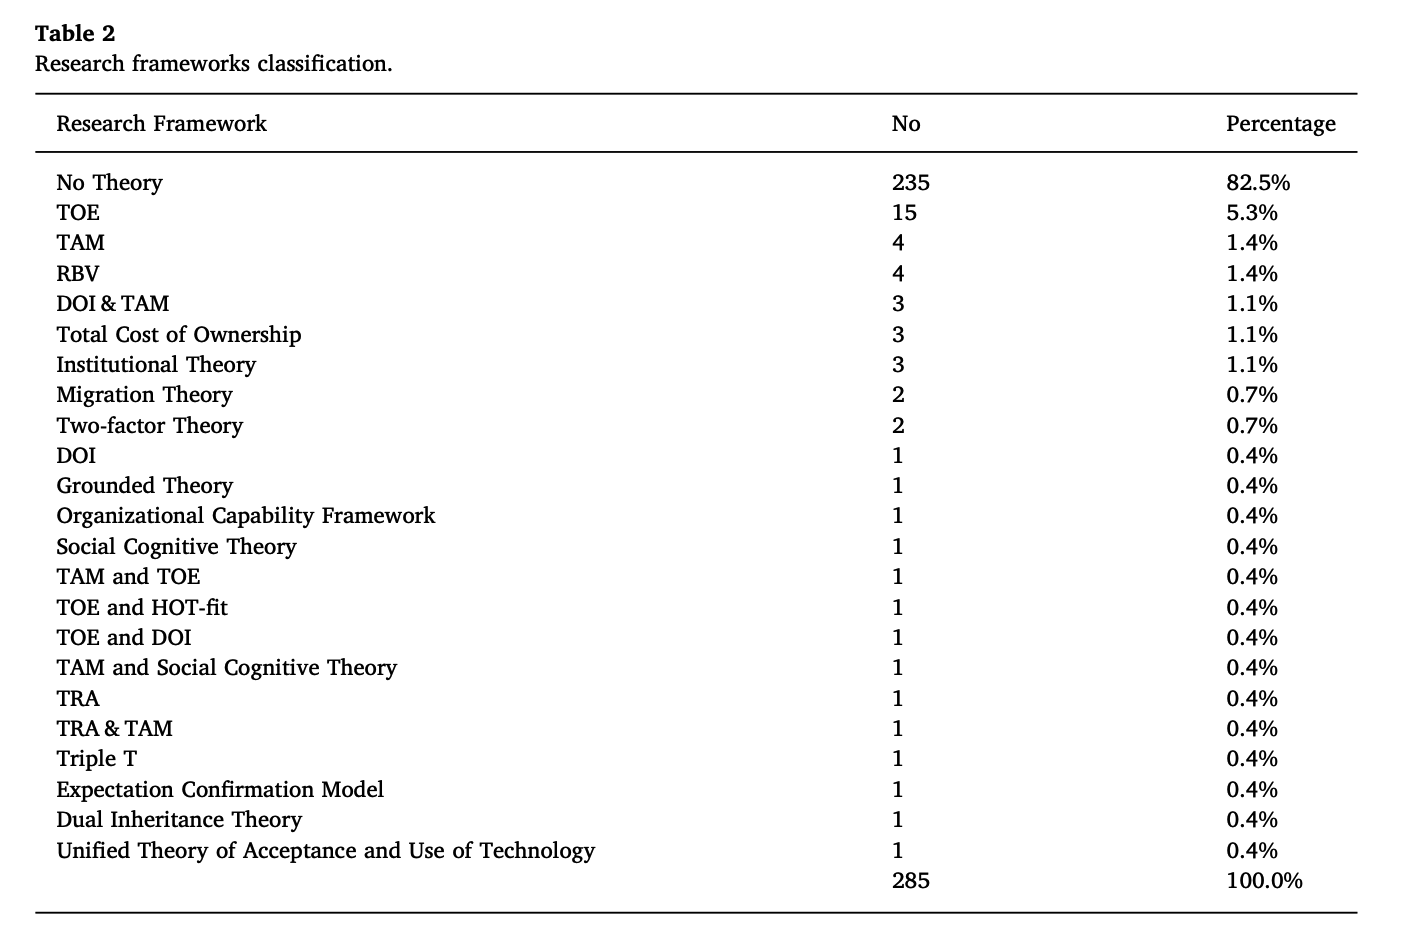 Table 2
Research frameworks classification.
Research Framework No Percentage
No Theory 235 82.5%
TOE 15 5.3%
TAM 4 1.4%
RBV 4 1.4%
DOI & TAM 3 1.1%
Total Cost of Ownership 3 1.1%
Institutional Theory 3 1.1%
Migration Theory 2 0.7%
Two-factor Theory 2 0.7%
DOI 1 0.4%
Grounded Theory 1 0.4%
Organizational Capability Framework 1 0.4%
Social Cognitive Theory 1 0.4%
TAM and TOE 1 0.4%
TOE and HOT-fit 1 0.4%
TOE and DOI 1 0.4%
TAM and Social Cognitive Theory 1 0.4%
TRA 1 0.4%
TRA & TAM 1 0.4%
Triple T 1 0.4%
Expectation Confirmation Model 1 0.4%
Dual Inheritance Theory 1 0.4%
Unified Theory of Acceptance and Use of Technology 1 0.4%
285 100.0%